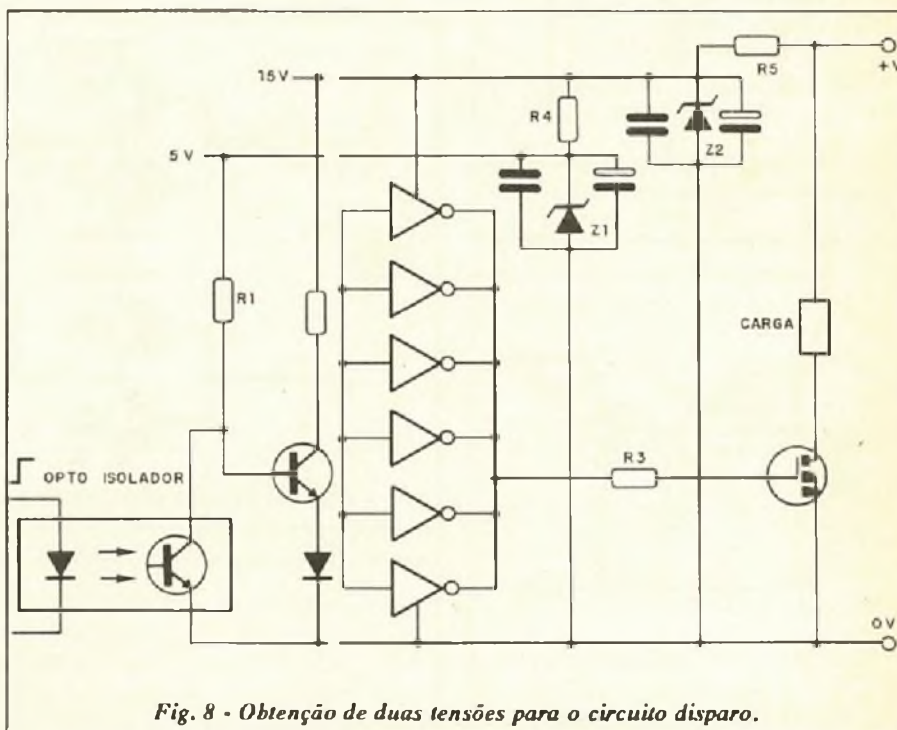 R5
+V
15V
R4
Z2
5V
Z1
R1
CARGA
R3
OPTO ISOLADOR
0V
Fig. 8 - Obtenção de duas tensões para o circuito disparo.